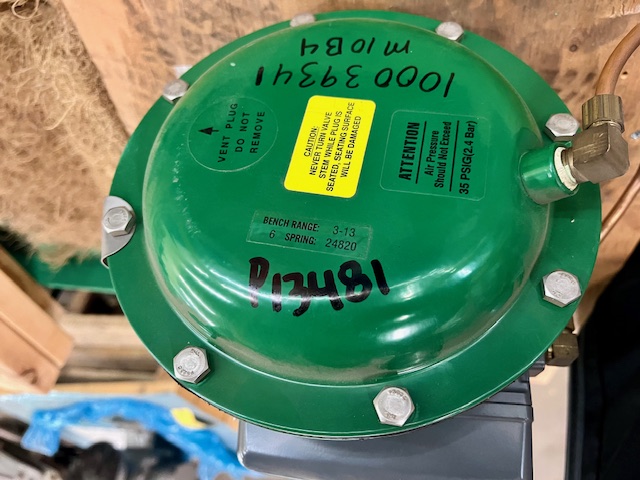 100039341
M10B4
VENT PLUG
DO NOT
REMOVE
CAUTION:
NEVER TURN VALVE
STEM WHILE PLUG IS
SEATED, SEATING SURFACE
WILL BE DAMAGED
ATTENTION
Air Pressure
Should Not Exceed
35 PSIG(2.4 Bar)
BENCH RANGE: 3-13
6 SPRING: 24820
P13481